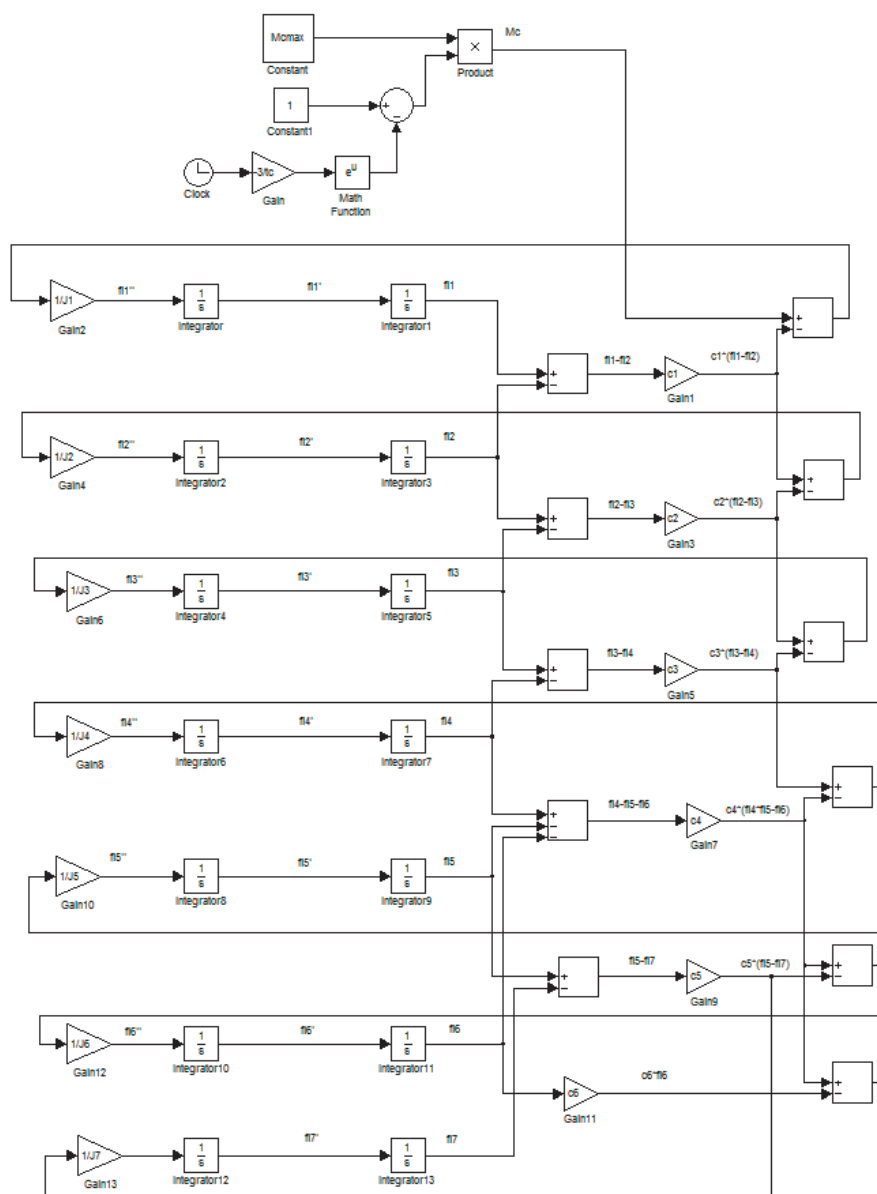 Mcmax
Constant
×
Product
Mc
1
Constant1
+
−
Clock
-3/tc
Gain
e^u
Math
Function
1/J1
Gain2
fi1''
1/s
Integrator
fi1'
1/s
Integrator1
fi1
+
−
fi1-fi2
c1
Gain1
c1*(fi1-fi2)
+
−
1/J2
Gain4
fi2''
1/s
Integrator2
fi2'
1/s
Integrator3
fi2
+
−
fi2-fi3
c2
Gain3
c2*(fi2-fi3)
+
−
1/J3
Gain6
fi3''
1/s
Integrator4
fi3'
1/s
Integrator5
fi3
+
−
fi3-fi4
c3
Gain5
c3*(fi3-fi4)
+
−
1/J4
Gain8
fi4''
1/s
Integrator6
fi4'
1/s
Integrator7
fi4
+
−
−
fi4-fi5-fi6
c4
Gain7
c4*(fi4*fi5-fi6)
+
−
1/J5
Gain10
fi5''
1/s
Integrator8
fi5'
1/s
Integrator9
fi5
+
−
fi5-fi7
c5
Gain9
c5*(fi5-fi7)
+
−
1/J6
Gain12
fi6''
1/s
Integrator10
fi6'
1/s
Integrator11
fi6
c6
Gain11
c6*fi6
+
−
1/J7
Gain13
1/s
Integrator12
fi7'
1/s
Integrator13
fi7